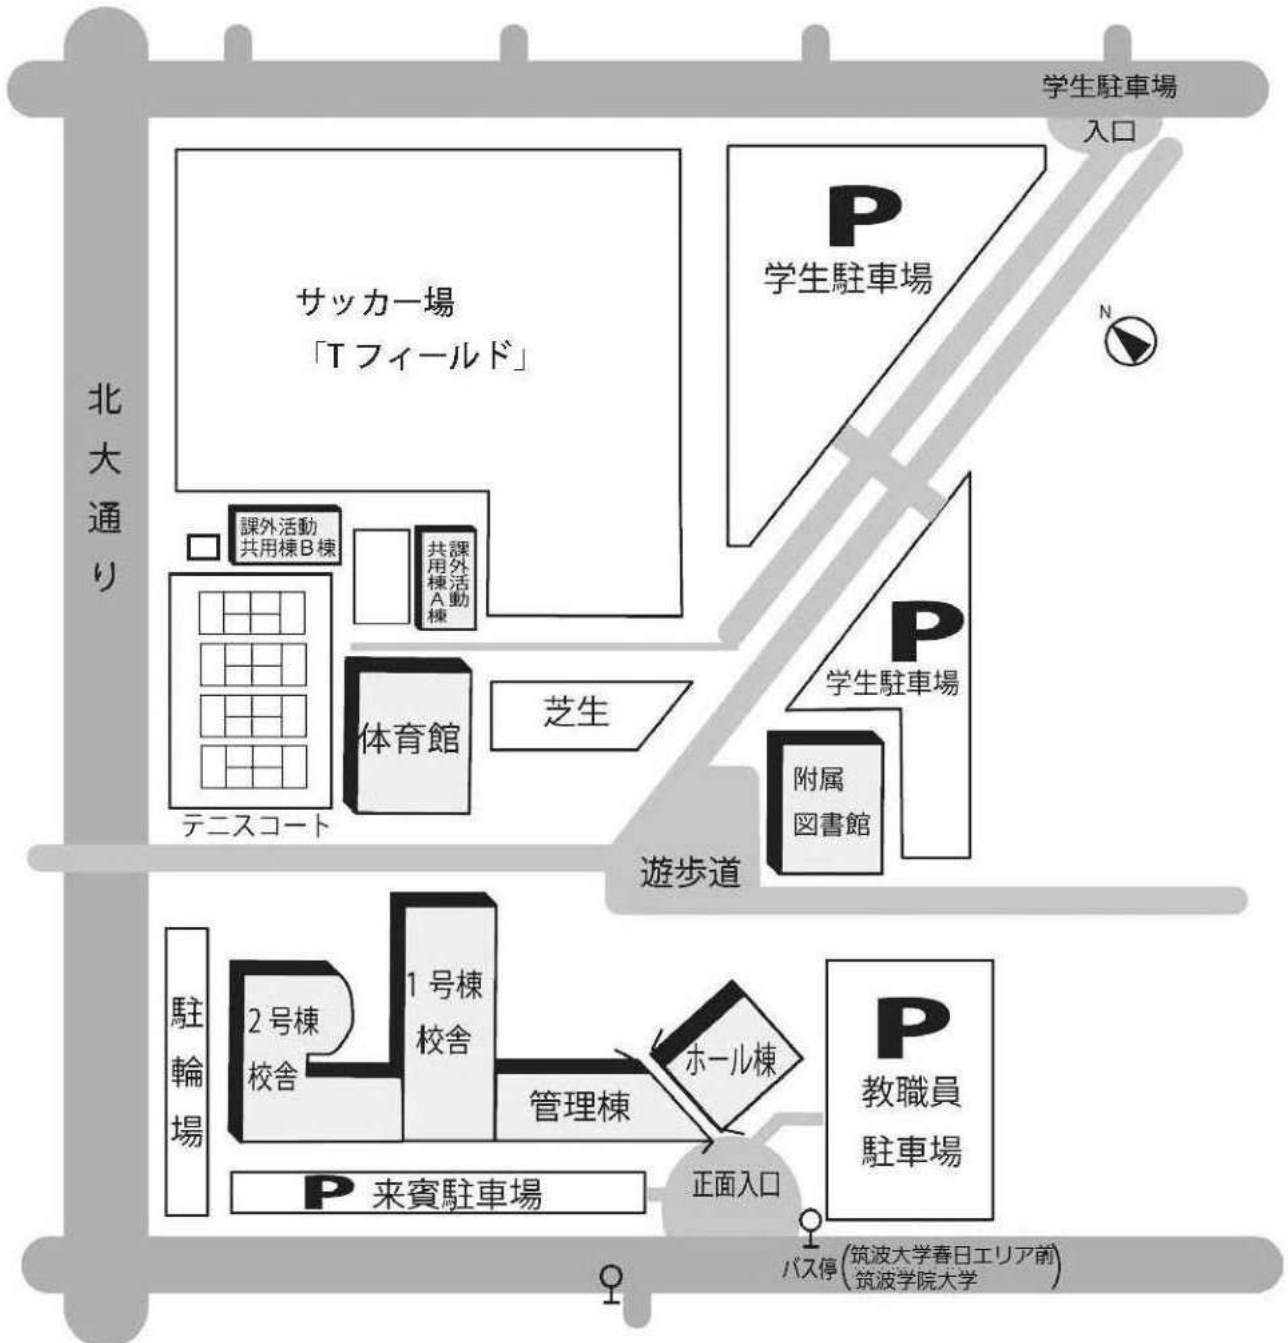 学生駐車場
入口
P
学生駐車場
サッカー場
「Tフィールド」
N
北大通り
課外活動
共用棟B棟
課外活動
共用棟A棟
P
学生駐車場
体育館
芝生
附属
図書館
テニスコート
遊歩道
駐輪場
2号棟
校舎
1号棟
校舎
管理棟
ホール棟
P
教職員
駐車場
P 来賓駐車場
正面入口
バス停(筑波大学春日エリア前
筑波学院大学)